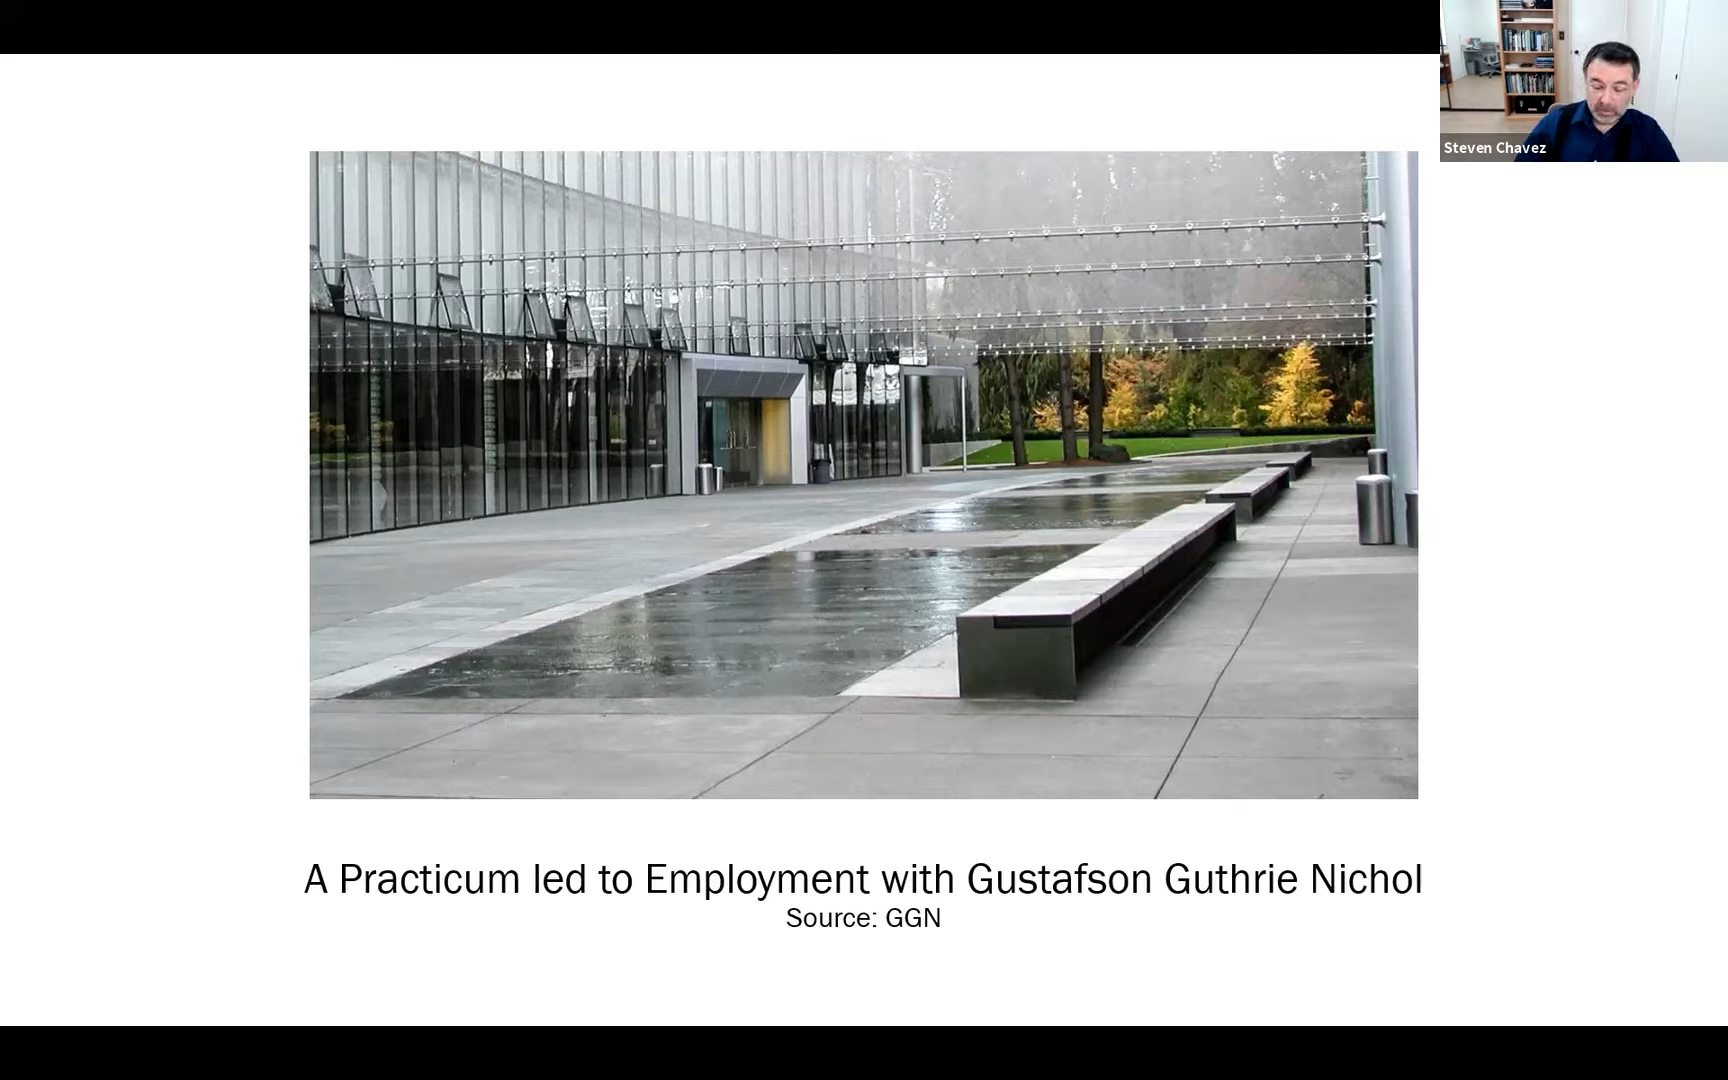 Steven Chavez
A Practicum led to Employment with Gustafson Guthrie Nichol
Source: GGN